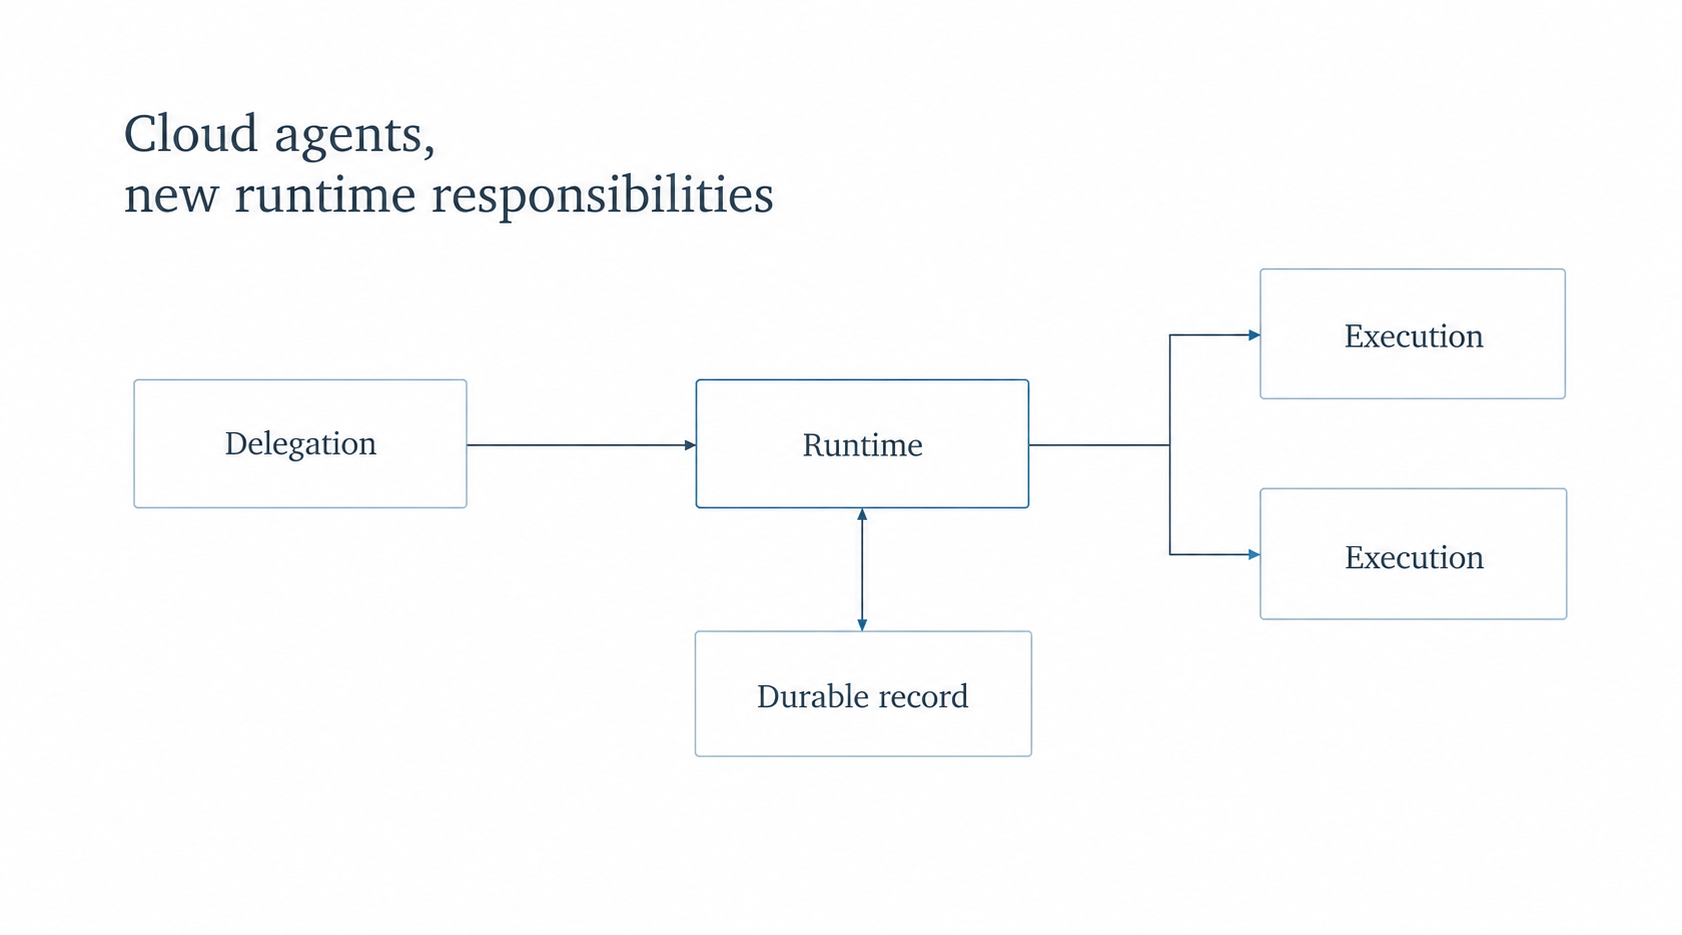 Cloud agents,
new runtime responsibilities
Delegation
Runtime
Execution
Execution
Durable record